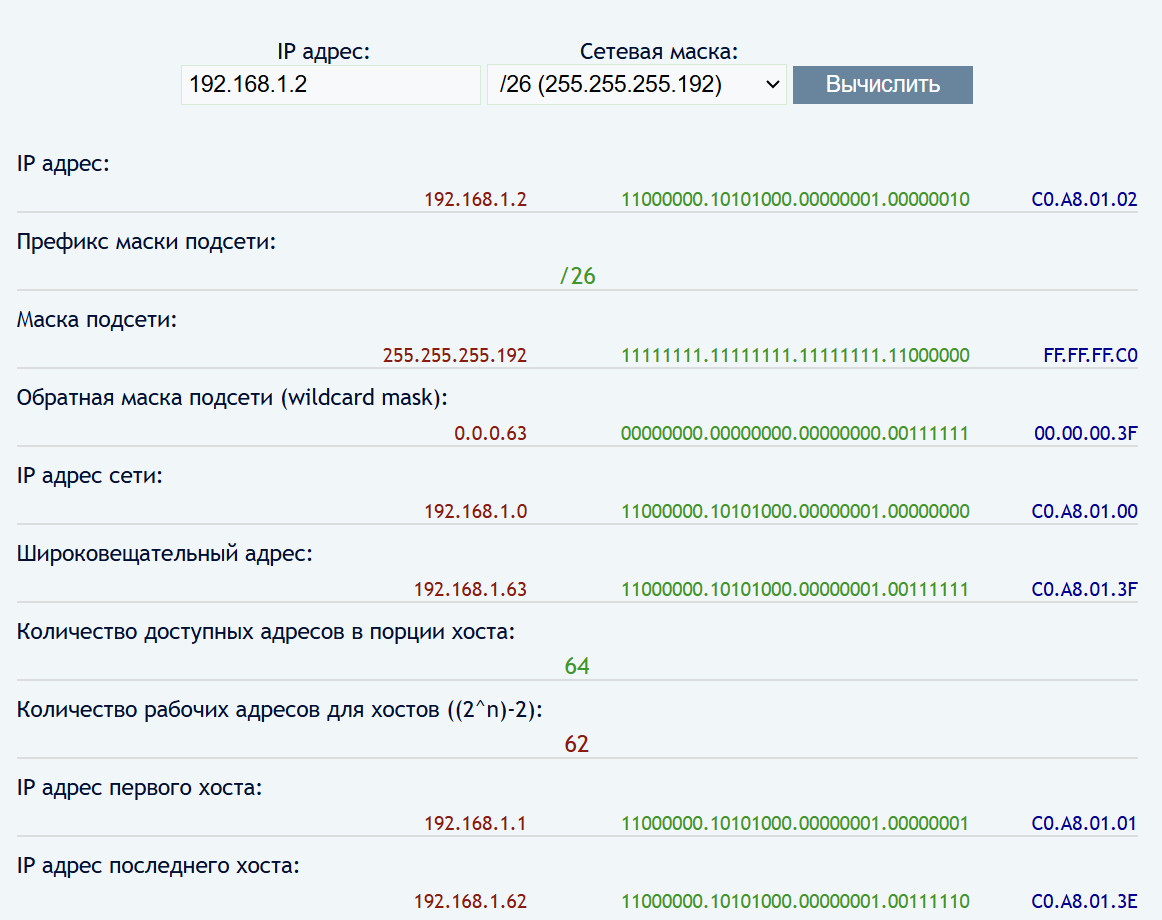 IP адрес: Сетевая маска:
192.168.1.2 /26 (255.255.255.192) Вычислить
IP адрес:
192.168.1.2 11000000.10101000.00000001.00000010 C0.A8.01.02
Префикс маски подсети:
/26
Маска подсети:
255.255.255.192 11111111.11111111.11111111.11000000 FF.FF.FF.C0
Обратная маска подсети (wildcard mask):
0.0.0.63 00000000.00000000.00000000.00111111 00.00.00.3F
IP адрес сети:
192.168.1.0 11000000.10101000.00000001.00000000 C0.A8.01.00
Широковещательный адрес:
192.168.1.63 11000000.10101000.00000001.00111111 C0.A8.01.3F
Количество доступных адресов в порции хоста:
64
Количество рабочих адресов для хостов ((2^n)-2):
62
IP адрес первого хоста:
192.168.1.1 11000000.10101000.00000001.00000001 C0.A8.01.01
IP адрес последнего хоста:
192.168.1.62 11000000.10101000.00000001.00111110 C0.A8.01.3E